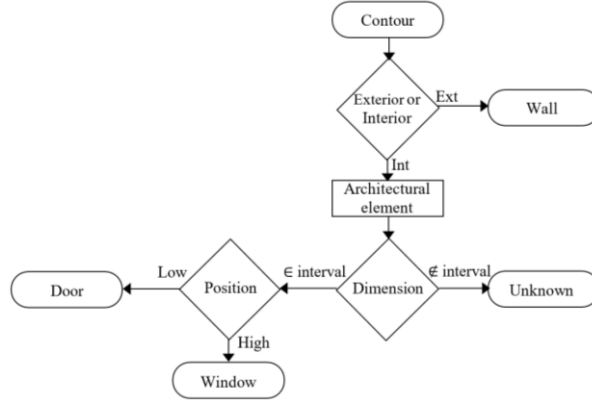 Contour
Exterior or
Interior
Ext
Wall
Int
Architectural
element
Low
Position
∈ interval
Dimension
∉ interval
Door
Unknown
High
Window